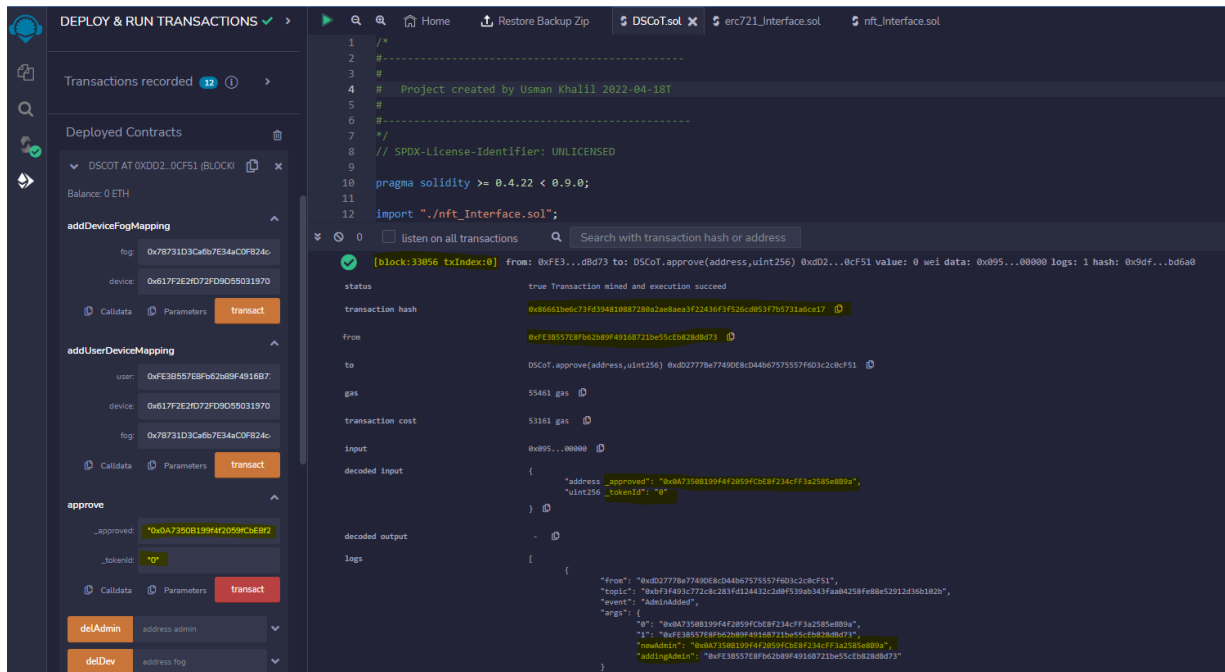 DEPLOY & RUN TRANSACTIONS
Transactions recorded 12
Deployed Contracts
DSCOT AT 0XDD2...0CF51 (BLOCK
Balance: 0 ETH
addDeviceFogMapping
fog: 0x78731D3Ca6b7E34aC0F824c
device: 0x617F2E2fD72FD9D55031970
Calldata Parameters transact
addUserDeviceMapping
user: 0xFE3B557E8Fb62b89F4916B7
device: 0x617F2E2fD72FD9D55031970
fog: 0x78731D3Ca6b7E34aC0F824c
Calldata Parameters transact
approve
_approved: "0x0A7350B199f4f2059fCbE8f2
_tokenId: "0"
Calldata Parameters transact
delAdmin address admin
delDev address fog
Home Restore Backup Zip DSCoT.sol erc721_Interface.sol nft_Interface.sol
1 /*
2 #------------------------------------------------
3 #
4 # Project created by Usman Khalil 2022-04-18T
5 #
6 #-------------------------------------------------
7 */
8 // SPDX-License-Identifier: UNLICENSED
9
10 pragma solidity >= 0.4.22 < 0.9.0;
11
12 import "./nft_Interface.sol";
0 listen on all transactions Search with transaction hash or address
[block:33056 txIndex:0] from: 0xFE3...dBd73 to: DSCoT.approve(address,uint256) 0xdD2...0cF51 value: 0 wei data: 0x095...00000 logs: 1 hash: 0x9df...bd6a0
status true Transaction mined and execution succeed
transaction hash 0x86661be6c73fd394810887280a2ae8aea3f22436f3f526cd053f7b5731a6ce17
from 0xFE3B557E8Fb62b89F4916B721be55cEb828dBd73
to DSCoT.approve(address,uint256) 0xdD2777Be7749DE8cD44b67575557f6D3c2c0cF51
gas 55461 gas
transaction cost 53161 gas
input 0x095...00000
decoded input {
"address _approved": "0x0A7350B199f4f2059fCbE8f234cFF3a2585e8B9a",
"uint256 _tokenId": "0"
}
decoded output -
logs [
{
"from": "0xdD2777Be7749DE8cD44b67575557f6D3c2c0cF51",
"topic": "0xbf3f493c772c8c283fd124432c2d0f539ab343faa04258fe88e52912d36b102b",
"event": "AdminAdded",
"args": {
"0": "0x0A7350B199f4f2059fCbE8f234cFF3a2585e8B9a",
"1": "0xFE3B557E8Fb62b89F4916B721be55cEb828dBd73",
"newAdmin": "0x0A7350B199f4f2059fCbE8f234cFF3a2585e8B9a",
"addingAdmin": "0xFE3B557E8Fb62b89F4916B721be55cEb828dBd73"
}